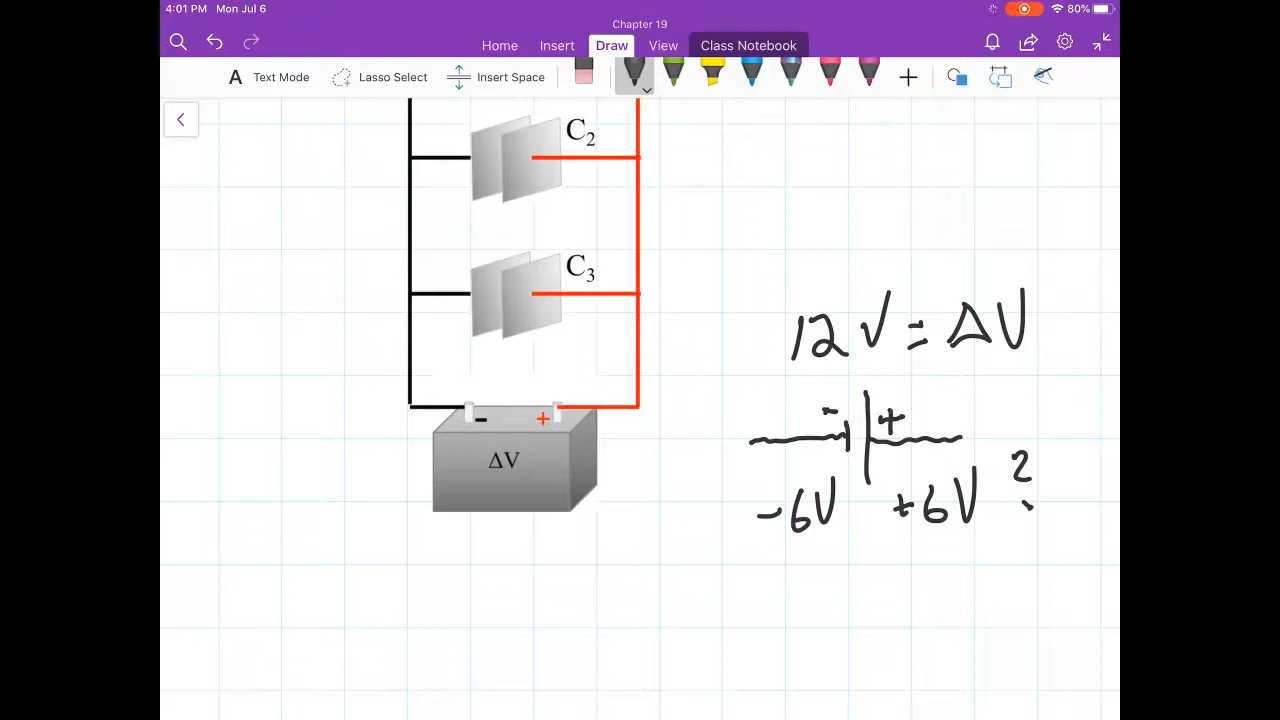 4:01 PM Mon Jul 6
80%
Chapter 19
Home Insert Draw View Class Notebook
A Text Mode Lasso Select Insert Space
C₂
C₃
12 V = ΔV
- +
- +
ΔV
-6V +6V ?